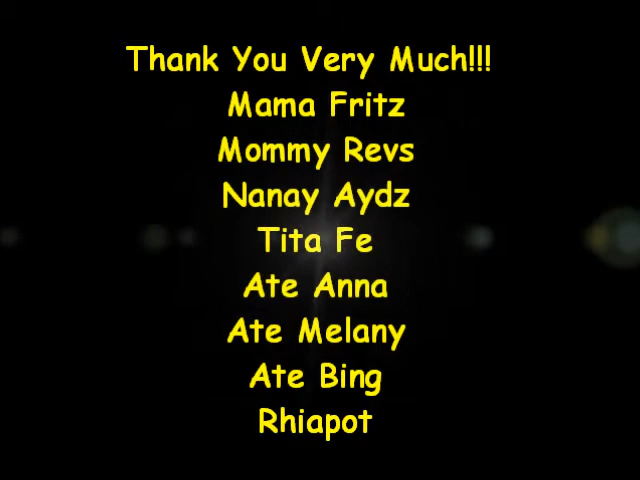 Thank You Very Much!!!
Mama Fritz
Mommy Revs
Nanay Aydz
Tita Fe
Ate Anna
Ate Melany
Ate Bing
Rhiapot